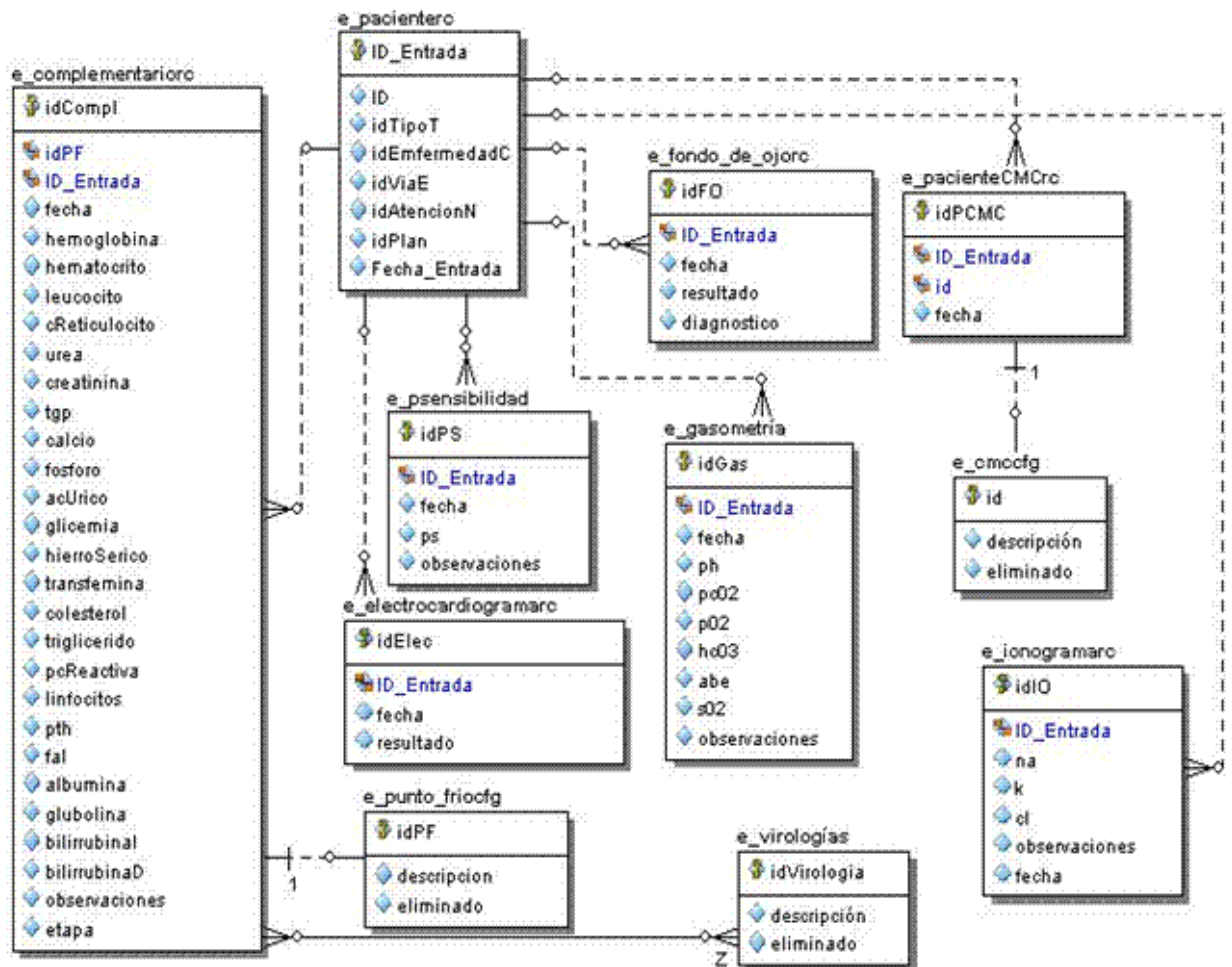 e_complementariorc
idCompl
idPF
ID_Entrada
fecha
hemoglobina
hematocrito
leucocito
cReticulocito
urea
creatinina
tgp
calcio
fosforo
acUrico
glicemia
hierroSerico
transfemina
colesterol
triglicerido
pcReactiva
linfocitos
pth
fal
albumina
glubolina
bilirrubinaI
bilirrubinaD
observaciones
etapa
e_pacienterc
ID_Entrada
ID
idTipoT
idEmfermedadC
idViaE
idAtencionN
idPlan
Fecha_Entrada
e_fondo_de_ojorc
idFO
ID_Entrada
fecha
resultado
diagnostico
e_pacienteCMCrc
idPCMC
ID_Entrada
id
fecha
1
e_psensibilidad
idPS
ID_Entrada
fecha
ps
observaciones
e_gasometría
idGas
ID_Entrada
fecha
ph
pc02
p02
hc03
abe
s02
observaciones
e_cmccfg
id
descripción
eliminado
e_electrocardiogramarc
idElec
ID_Entrada
fecha
resultado
e_ionogramarc
idIO
ID_Entrada
na
k
cl
observaciones
fecha
e_punto_friocfg
idPF
descripcion
eliminado
1
e_virologías
idVirologia
descripción
eliminado
Z